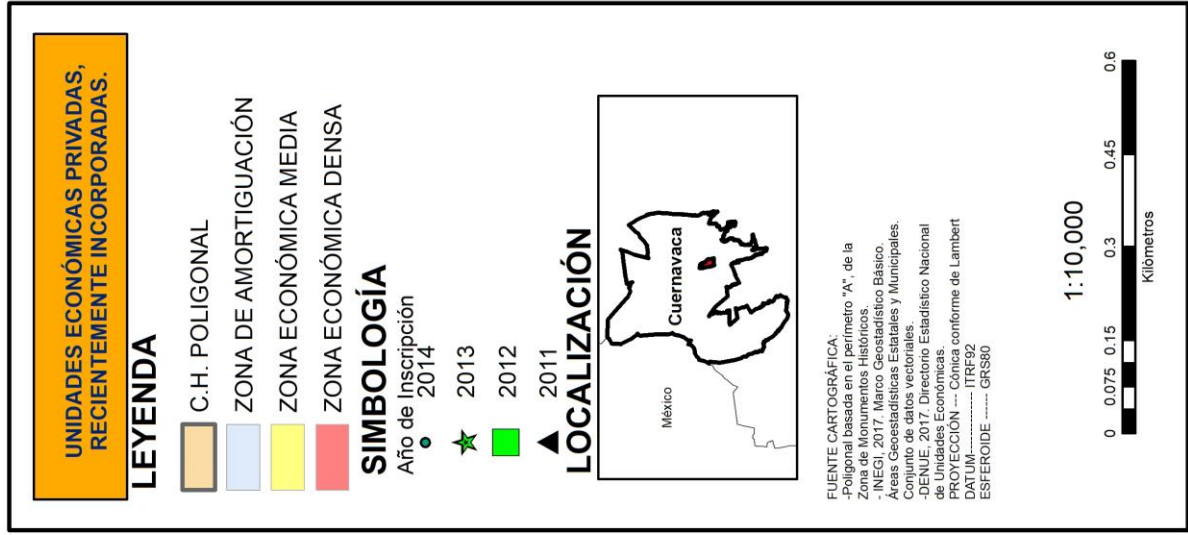 UNIDADES ECONÓMICAS PRIVADAS,
RECIENTEMENTE INCORPORADAS.
LEYENDA
C.H. POLIGONAL
ZONA DE AMORTIGUACIÓN
ZONA ECONÓMICA MEDIA
ZONA ECONÓMICA DENSA
SIMBOLOGÍA
Año de Inscripción
2014
2013
2012
2011
LOCALIZACIÓN
México
Cuernavaca
FUENTE CARTOGRÁFICA:
-Poligonal basada en el perímetro "A", de la
Zona de Monumentos Históricos.
- INEGI, 2017. Marco Geostadístico Básico.
Áreas Geoestadísticas Estatales y Municipales.
Conjunto de datos vectoriales.
-DENUE, 2017. Directorio Estadístico Nacional
de Unidades Económicas.
PROYECCIÓN --- Cónica conforme de Lambert
DATUM-------------- ITRF92
ESFEROIDE ------ GRS80
1:10,000
0 0.075 0.15 0.3 0.45 0.6
Kilómetros